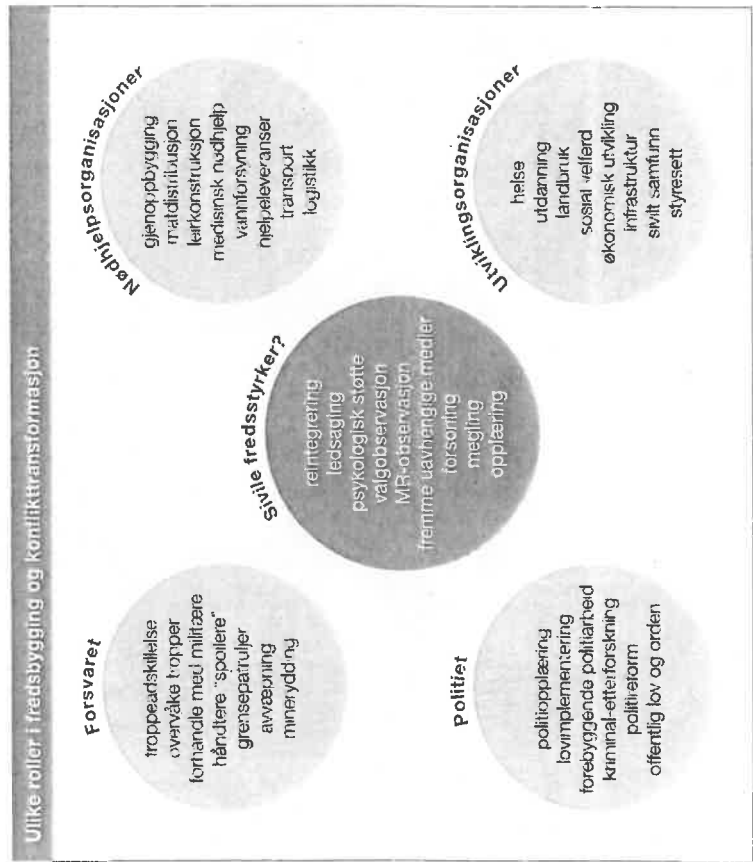 Ulike roller i fredsbygging og konflikttransformasjon
Forsvaret
troppeadskillelse
overvåke tropper
forhandle med militære
håndtere "spoilere"
grensepatruljer
avvæpning
minerydding
Nødhjelpsorganisasjoner
gjenoppbygging
matdistribusjon
leirkonstruksjon
medisinsk nødhjelp
vannforsyning
hjelpeleveranser
transport
logistikk
Sivile fredsstyrker?
reintegrering
ledsaging
psykologisk støtte
valgobservasjon
MR-observasjon
fremme uavhengige medier
forsoning
megling
opplæring
Politiet
politiopplæring
lovimplementering
forebyggende politiarbeid
kriminal-etterforskning
politireform
offentlig lov og orden
Utviklingsorganisasjoner
helse
utdanning
landbruk
sosial velferd
økonomisk utvikling
infrastruktur
sivilt samfunn
styresett